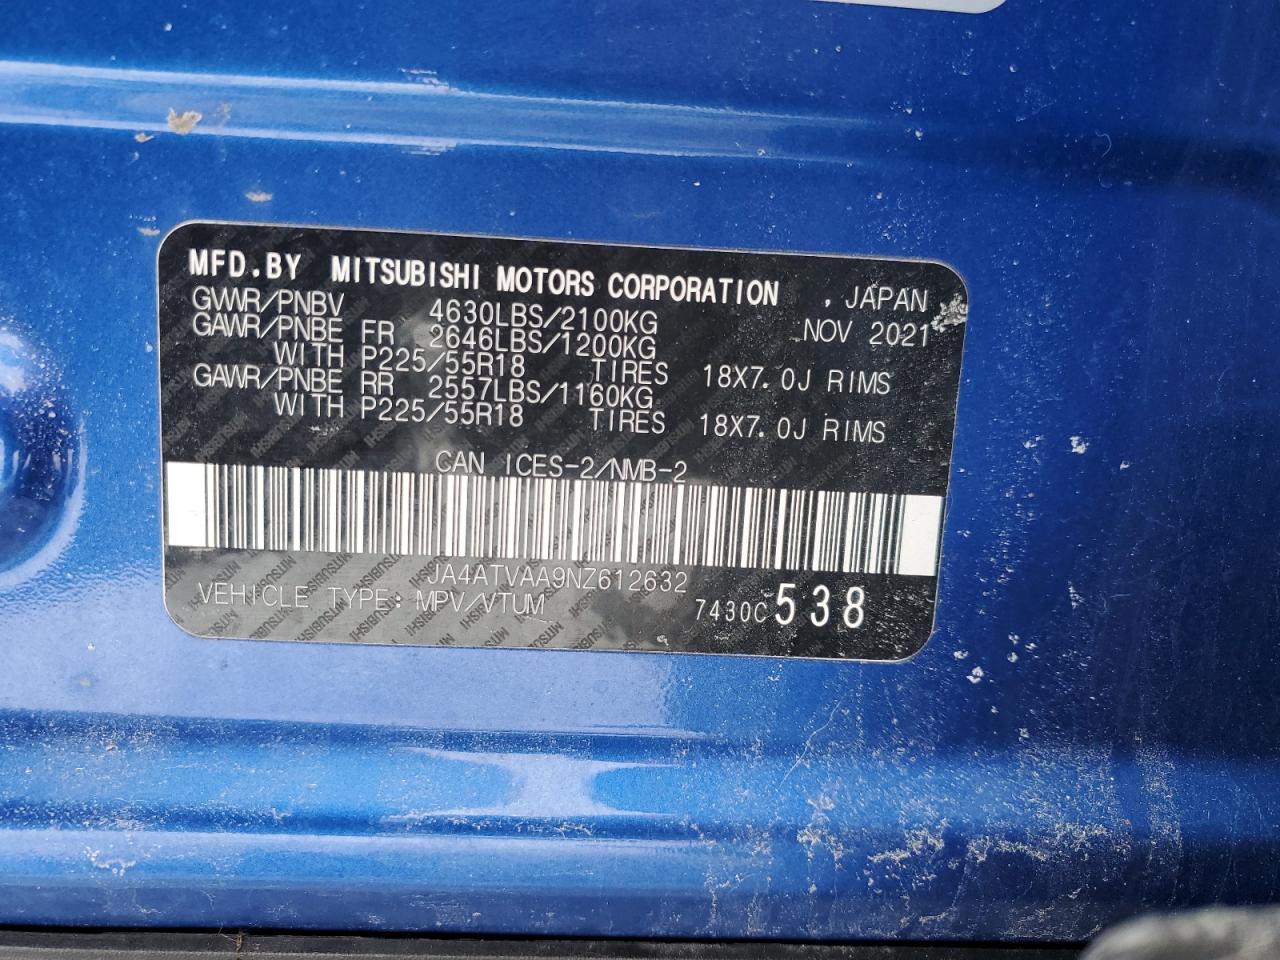 MFD.BY MITSUBISHI MOTORS CORPORATION , JAPAN
GVWR/PNBV 4630LBS/2100KG NOV 2021
GAWR/PNBE FR 2646LBS/1200KG
WITH P225/55R18 TIRES 18X7.0J RIMS
GAWR/PNBE RR 2557LBS/1160KG
WITH P225/55R18 TIRES 18X7.0J RIMS
CAN ICES-2/NMB-2
JA4ATVAA9NZ612632
VEHICLE TYPE: MPV/VTUM 7430C 538